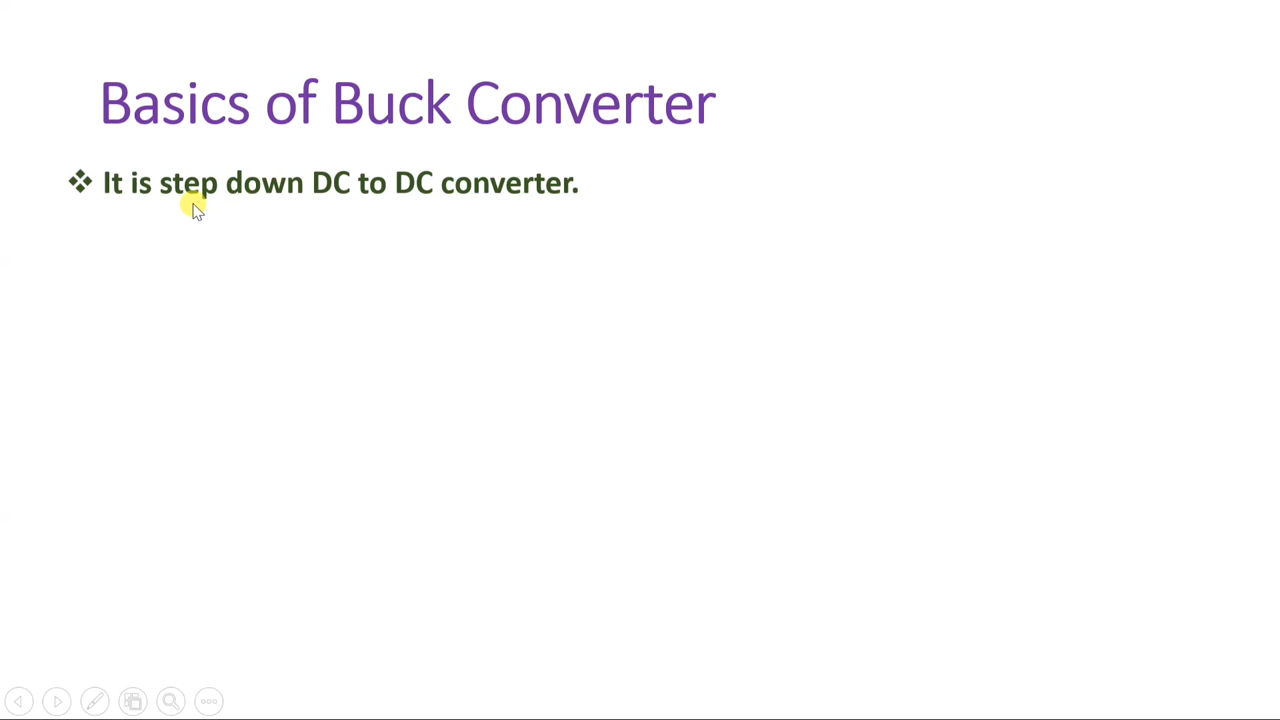 Basics of Buck Converter
❖ It is step down DC to DC converter.